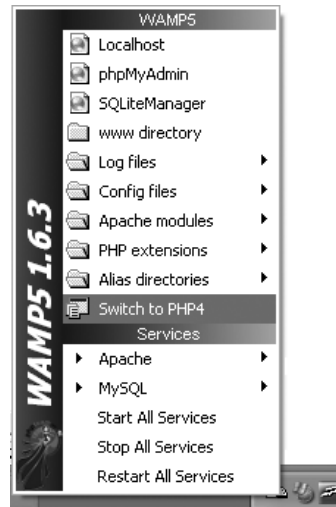 WAMP5
Localhost
phpMyAdmin
SQLiteManager
www directory
Log files
Config files
Apache modules
PHP extensions
Alias directories
Switch to PHP4
Services
Apache
MySQL
Start All Services
Stop All Services
Restart All Services
WAMP5 1.6.3